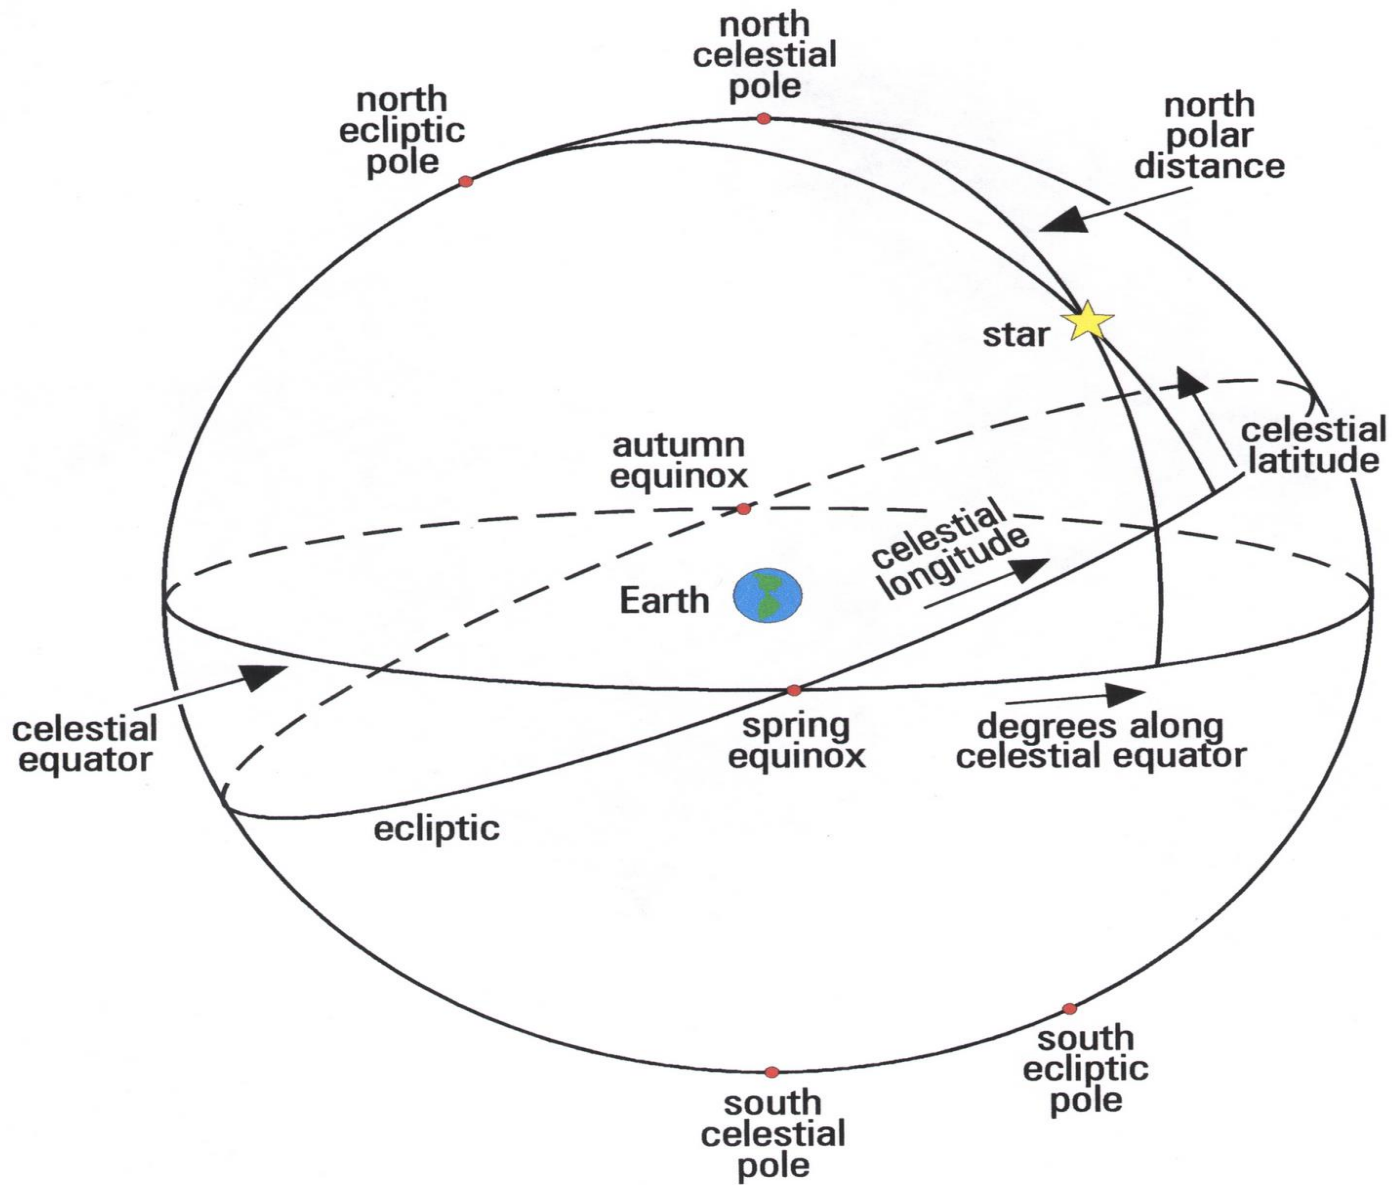 north
celestial
pole
north
ecliptic
pole
north
polar
distance
star
celestial
latitude
autumn
equinox
celestial
longitude
Earth
celestial
equator
spring
equinox
degrees along
celestial equator
ecliptic
south
ecliptic
pole
south
celestial
pole